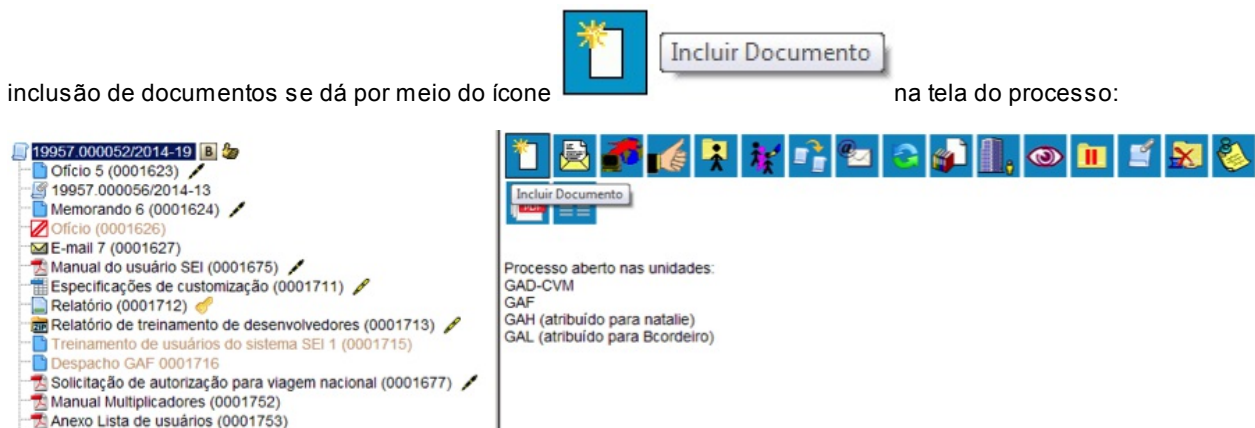 Incluir Documento
inclusão de documentos se dá por meio do ícone na tela do processo:
19957.000052/2014-19 B
Ofício 5 (0001623)
19957.000056/2014-13
Memorando 6 (0001624)
Ofício (0001626)
E-mail 7 (0001627)
Manual do usuário SEI (0001675)
Especificações de customização (0001711)
Relatório (0001712)
Relatório de treinamento de desenvolvedores (0001713)
Treinamento de usuários do sistema SEI 1 (0001715)
Despacho GAF 0001716
Solicitação de autorização para viagem nacional (0001677)
Manual Multiplicadores (0001752)
Anexo Lista de usuários (0001753)
Incluir Documento
PDF
Processo aberto nas unidades:
GAD-CVM
GAF
GAH (atribuído para natalie)
GAL (atribuído para Bcordeiro)